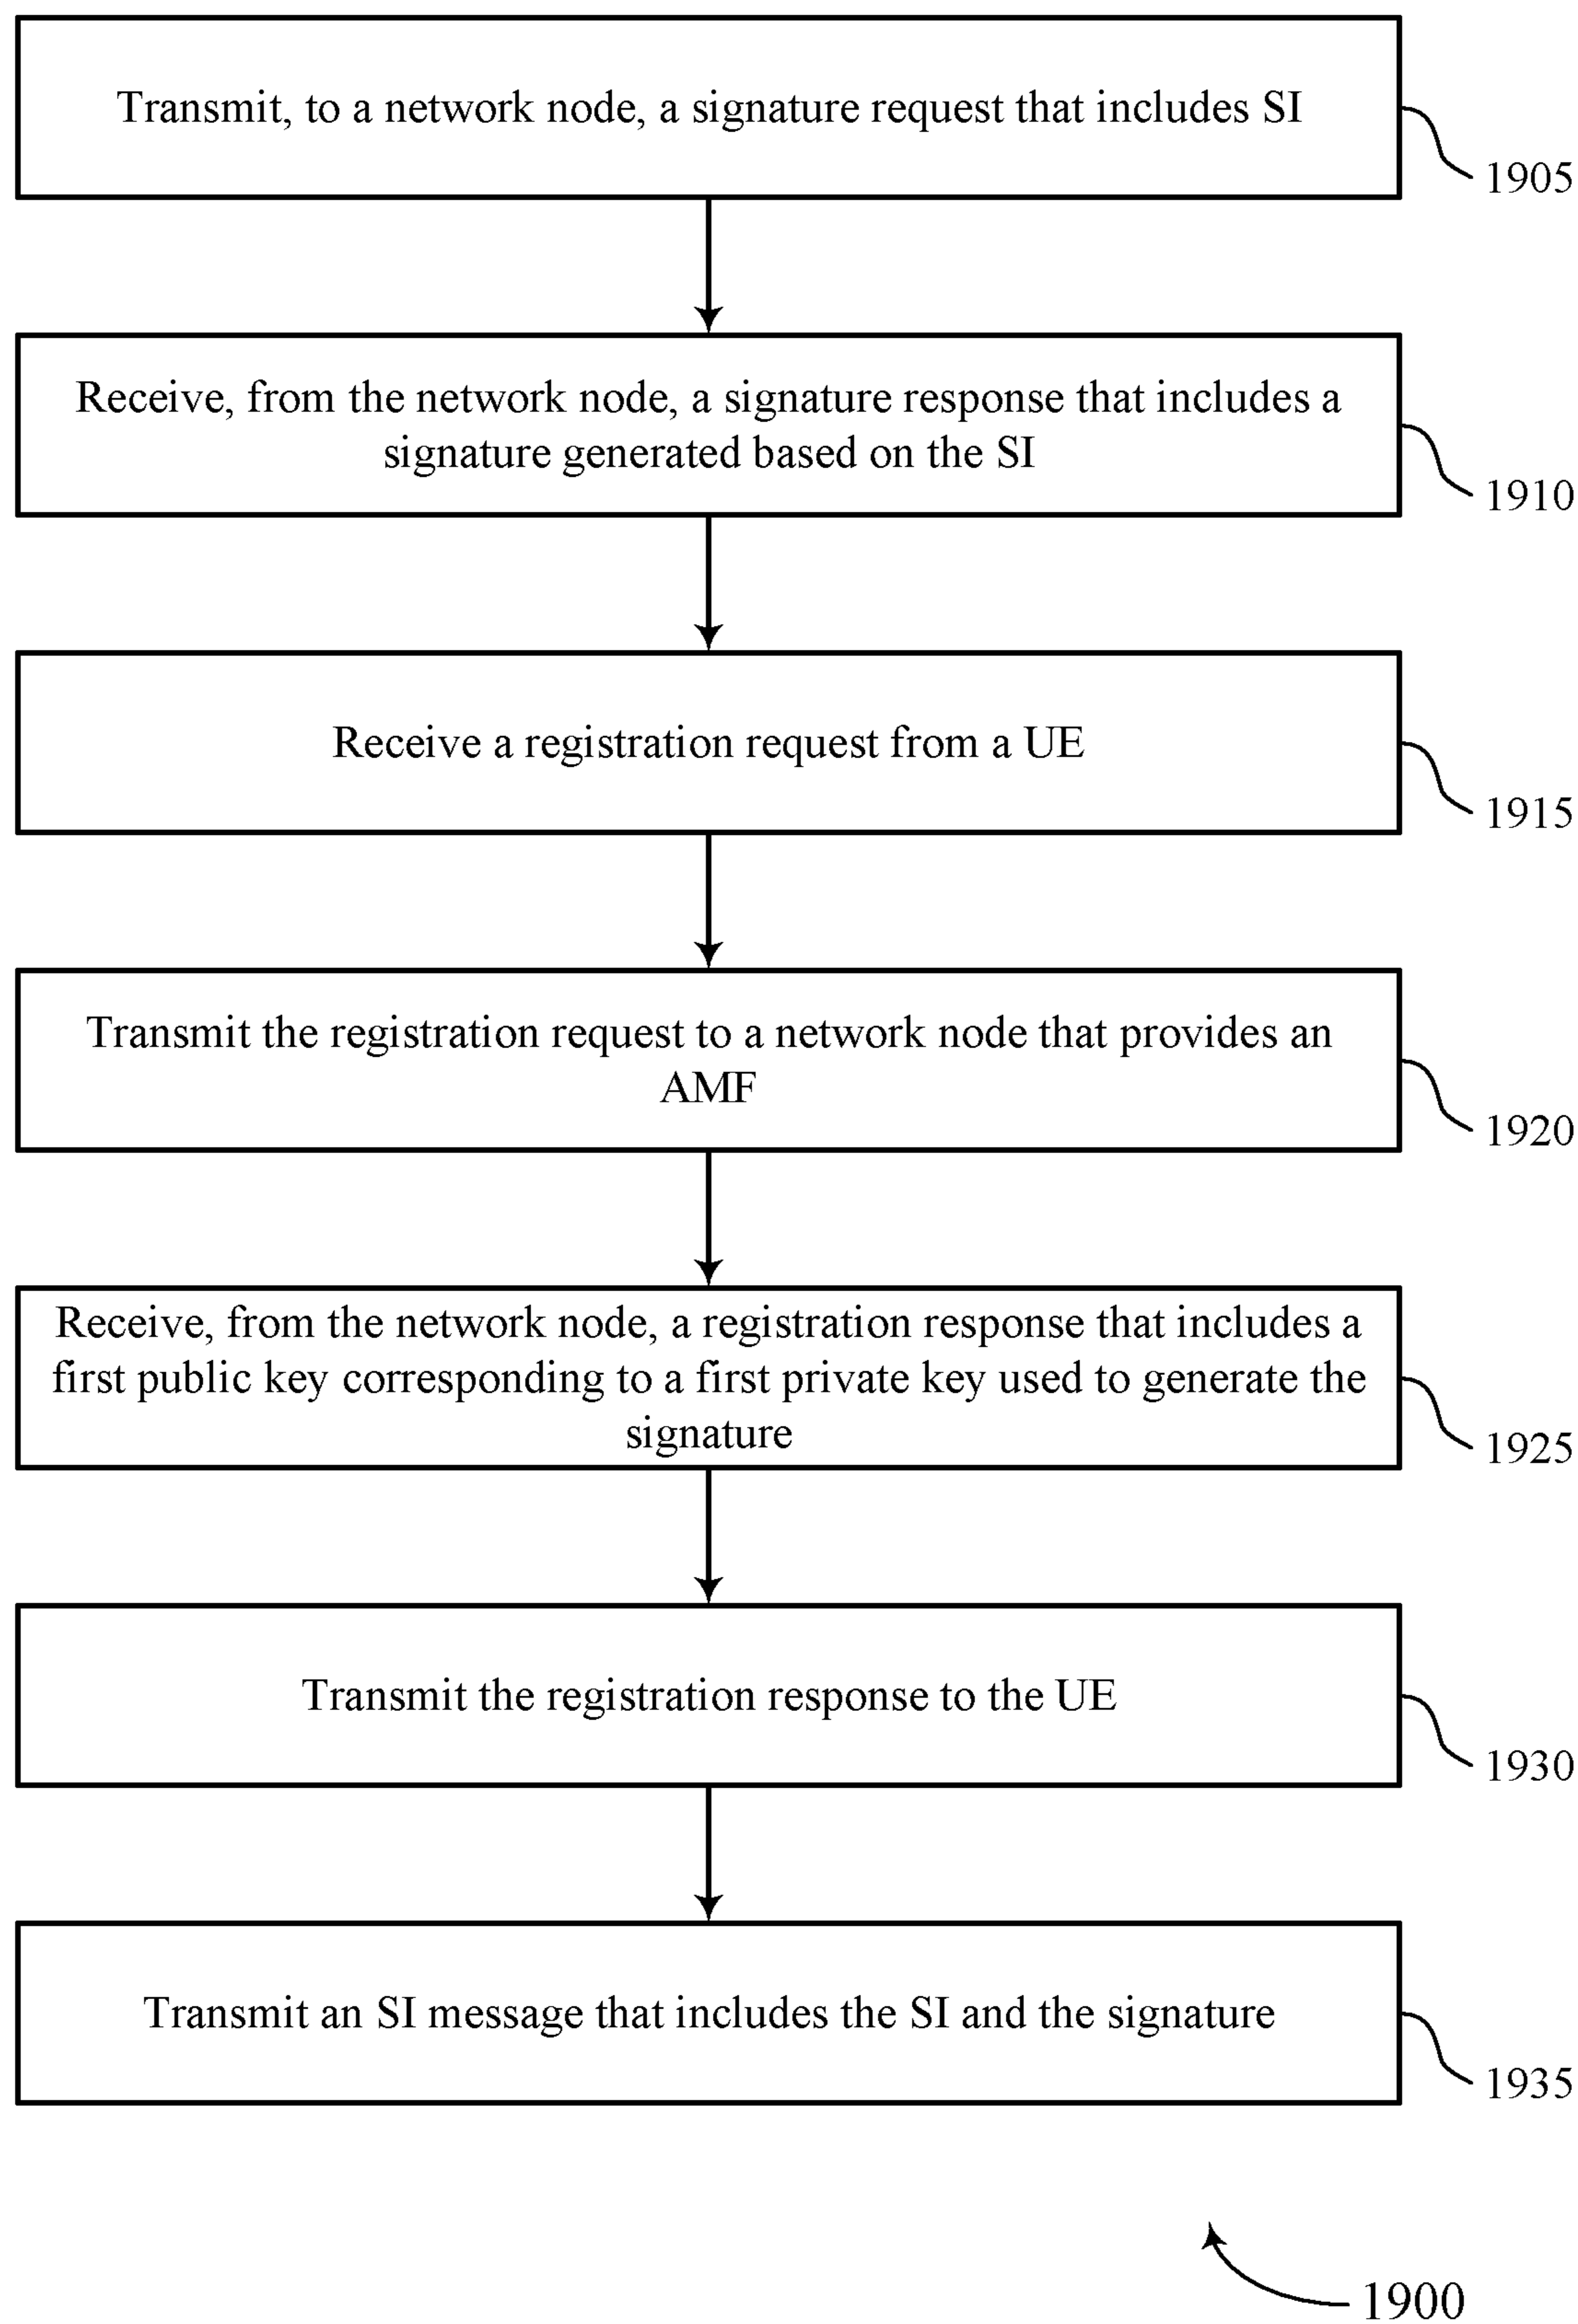 Transmit, to a network node, a signature request that includes SI
1905
Receive, from the network node, a signature response that includes a
signature generated based on the SI
1910
Receive a registration request from a UE
1915
Transmit the registration request to a network node that provides an
AMF
1920
Receive, from the network node, a registration response that includes a
first public key corresponding to a first private key used to generate the
signature
1925
Transmit the registration response to the UE
1930
Transmit an SI message that includes the SI and the signature
1935
1900